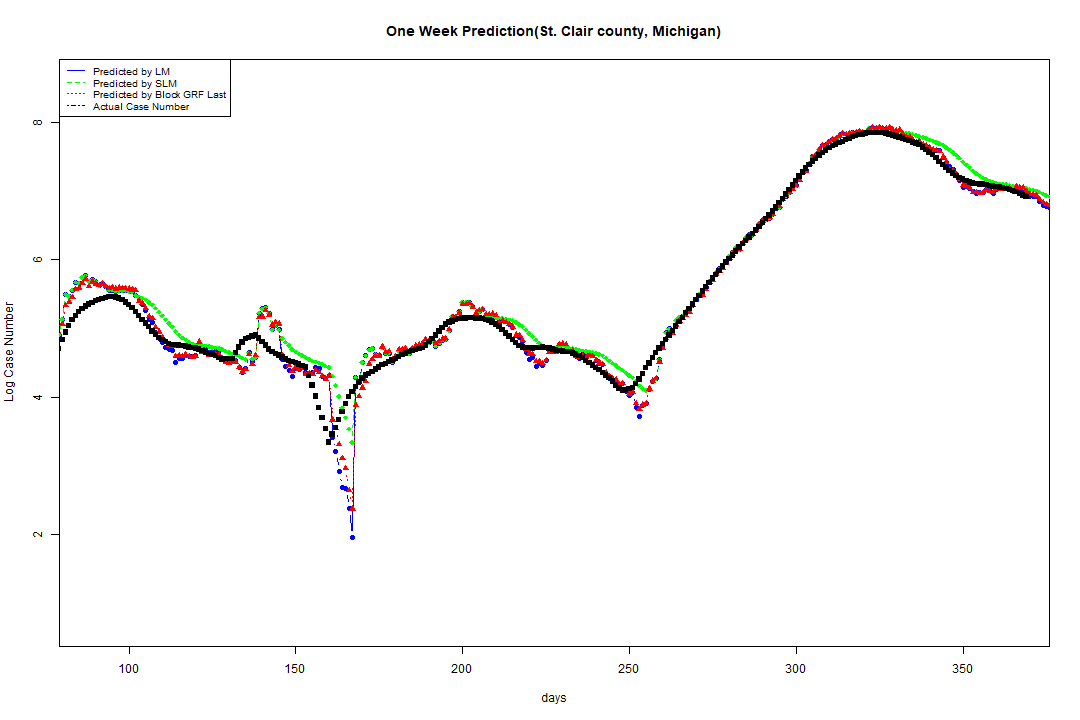 One Week Prediction(St. Clair county, Michigan)
Predicted by LM
Predicted by SLM
Predicted by Block GRF Last
Actual Case Number
8
6
4
2
Log Case Number
100 150 200 250 300 350
days